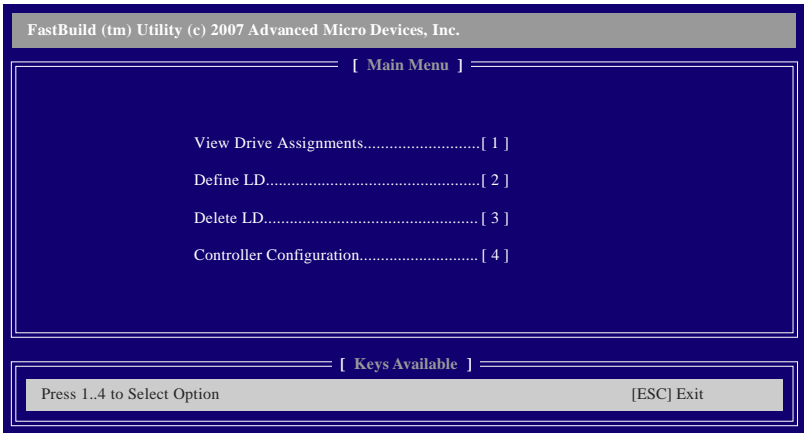 FastBuild (tm) Utility (c) 2007 Advanced Micro Devices, Inc.
[ Main Menu ]
View Drive Assignments...........................[ 1 ]
Define LD..................................................[ 2 ]
Delete LD.................................................. [ 3 ]
Controller Configuration............................ [ 4 ]
[ Keys Available ]
Press 1..4 to Select Option [ESC] Exit